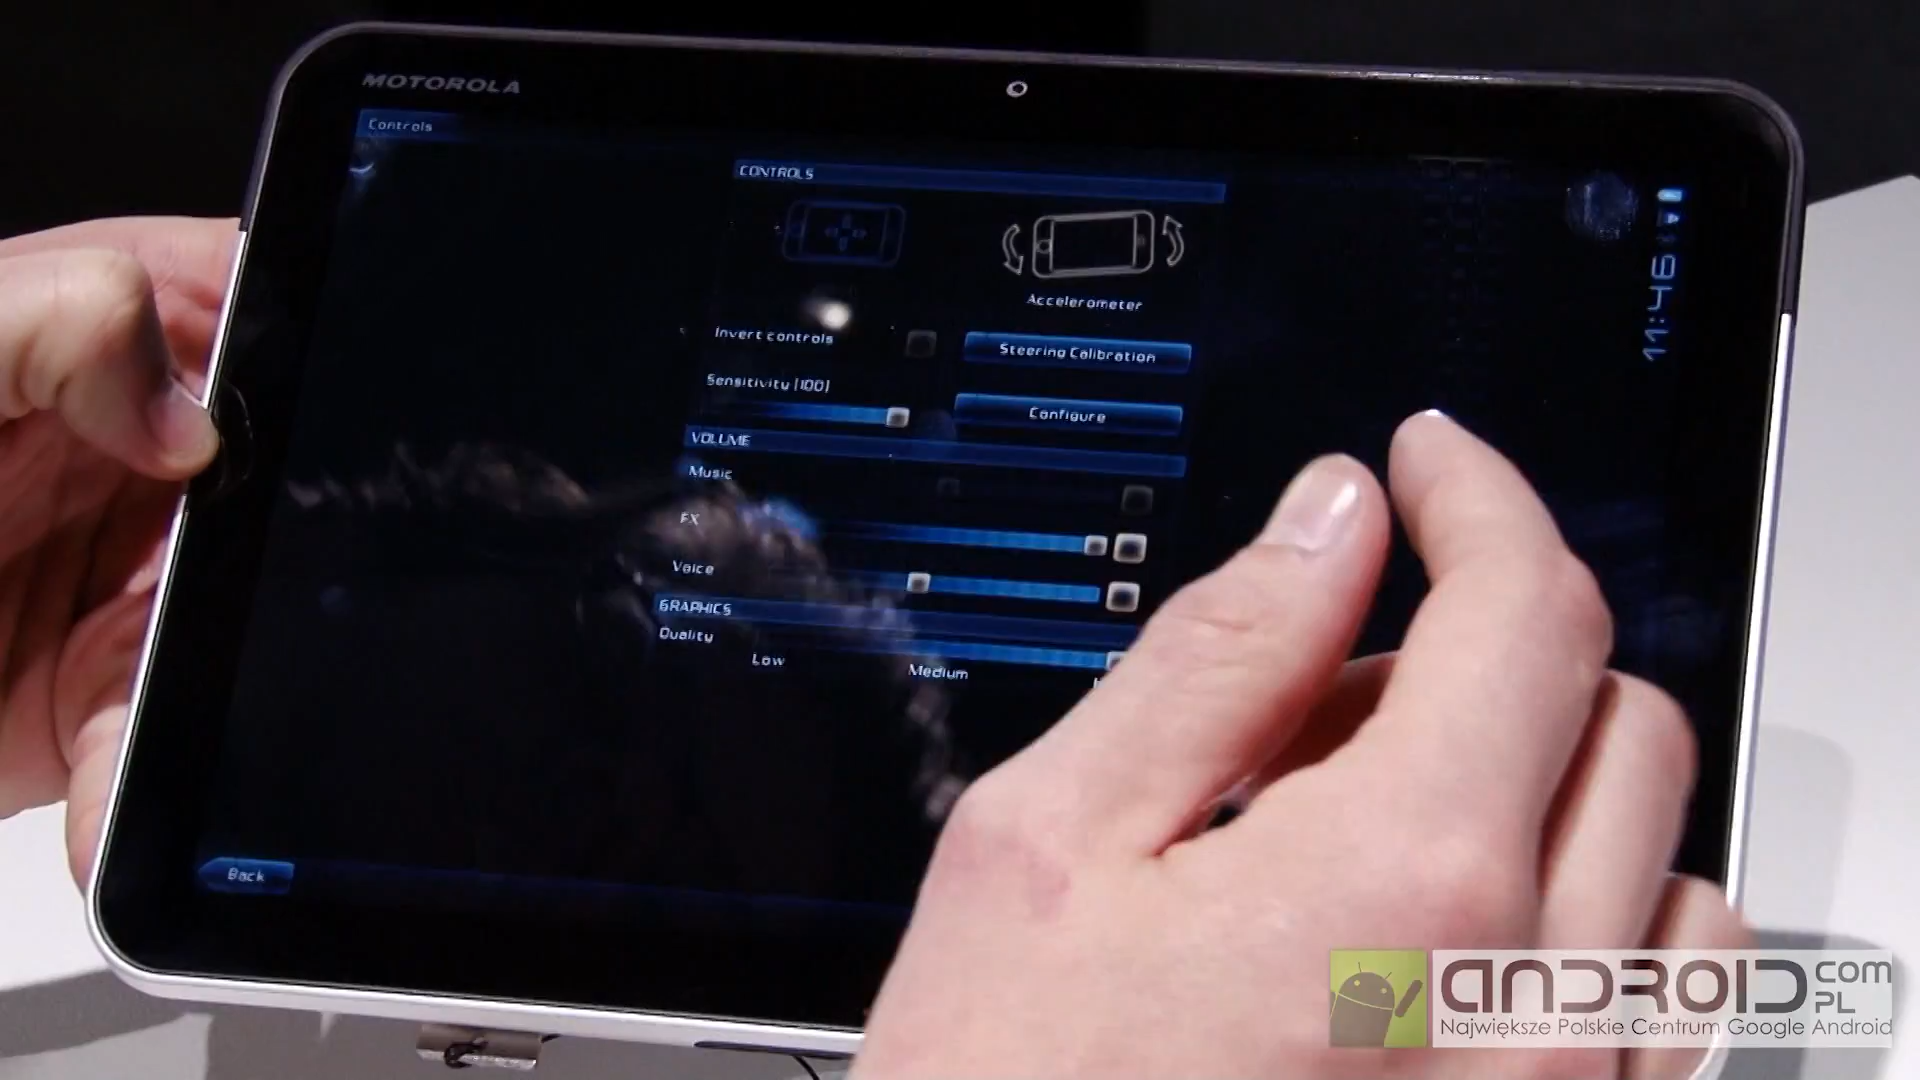 MOTOROLA
Controls
CONTROLS
Accelerometer
Invert controls
Steering Calibration
Sensitivity (100)
Configure
VOLUME
Music
FX
Voice
GRAPHICS
Quality
Low
Medium
Back
11:46
ANDROID.COM.PL
Największe Polskie Centrum Google Android